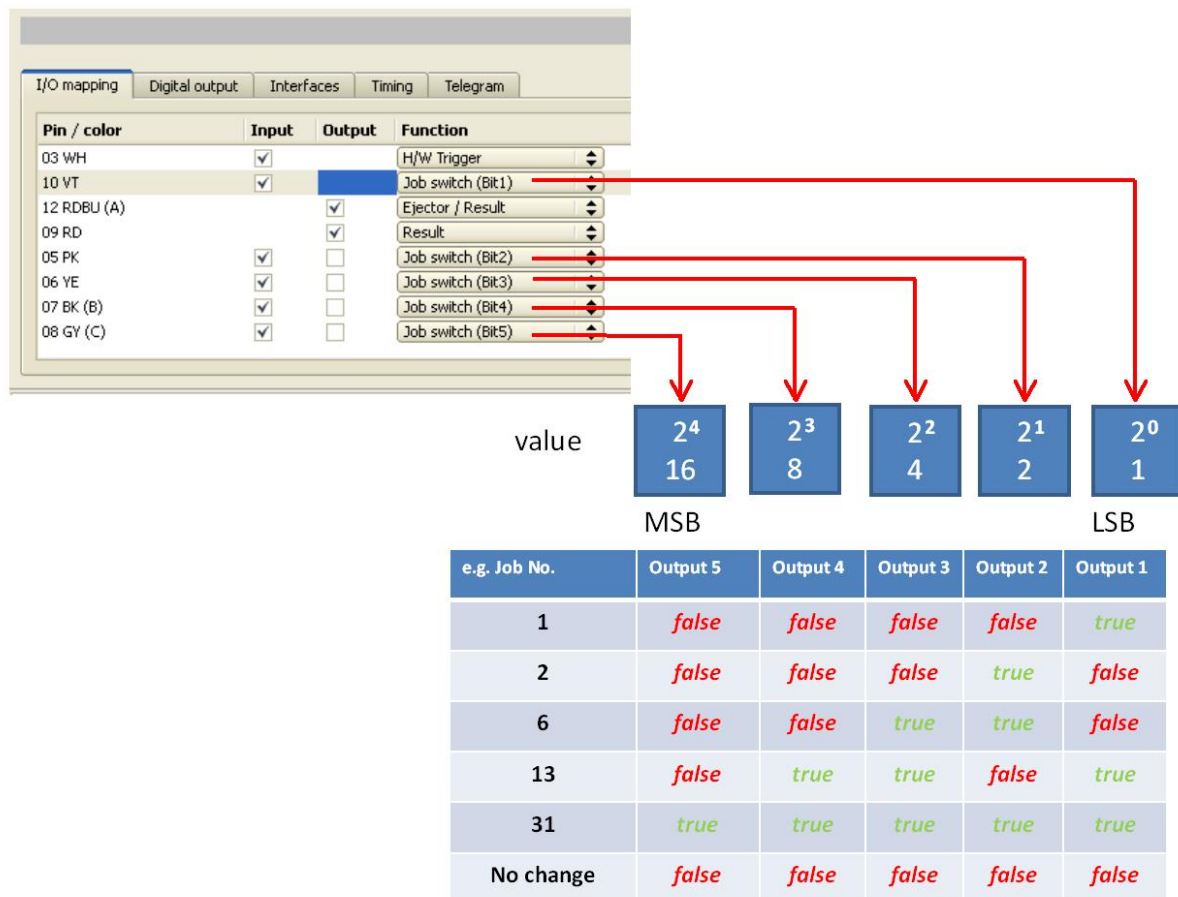 I/O mapping Digital output Interfaces Timing Telegram
Pin / color Input Output Function
03 WH H/W Trigger
10 VT Job switch (Bit1)
12 RDBU (A) Ejector / Result
09 RD Result
05 PK Job switch (Bit2)
06 YE Job switch (Bit3)
07 BK (B) Job switch (Bit4)
08 GY (C) Job switch (Bit5)
value 2⁴ 2³ 2² 2¹ 2⁰
16 8 4 2 1
MSB LSB
e.g. Job No. Output 5 Output 4 Output 3 Output 2 Output 1
1 false false false false true
2 false false false true false
6 false false true true false
13 false true true false true
31 true true true true true
No change false false false false false